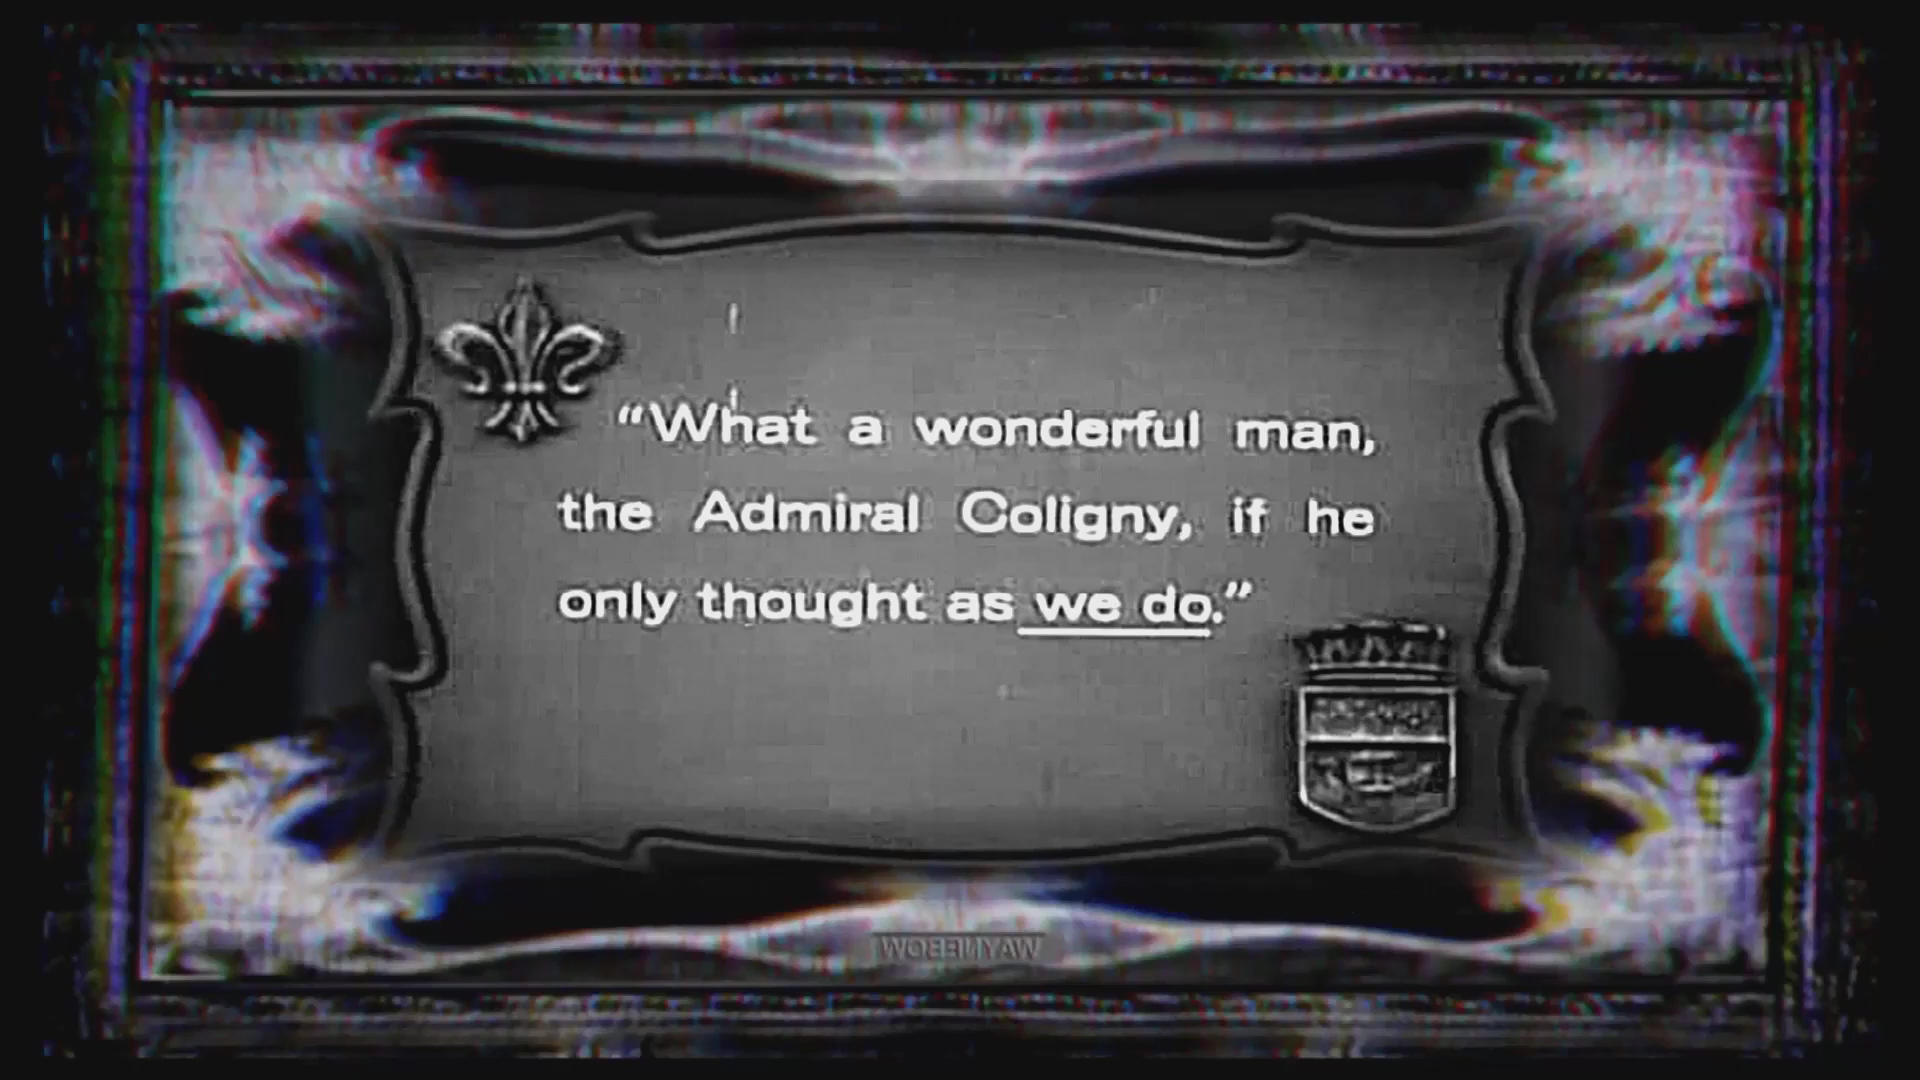 “What a wonderful man,
the Admiral Coligny, if he
only thought as we do.”